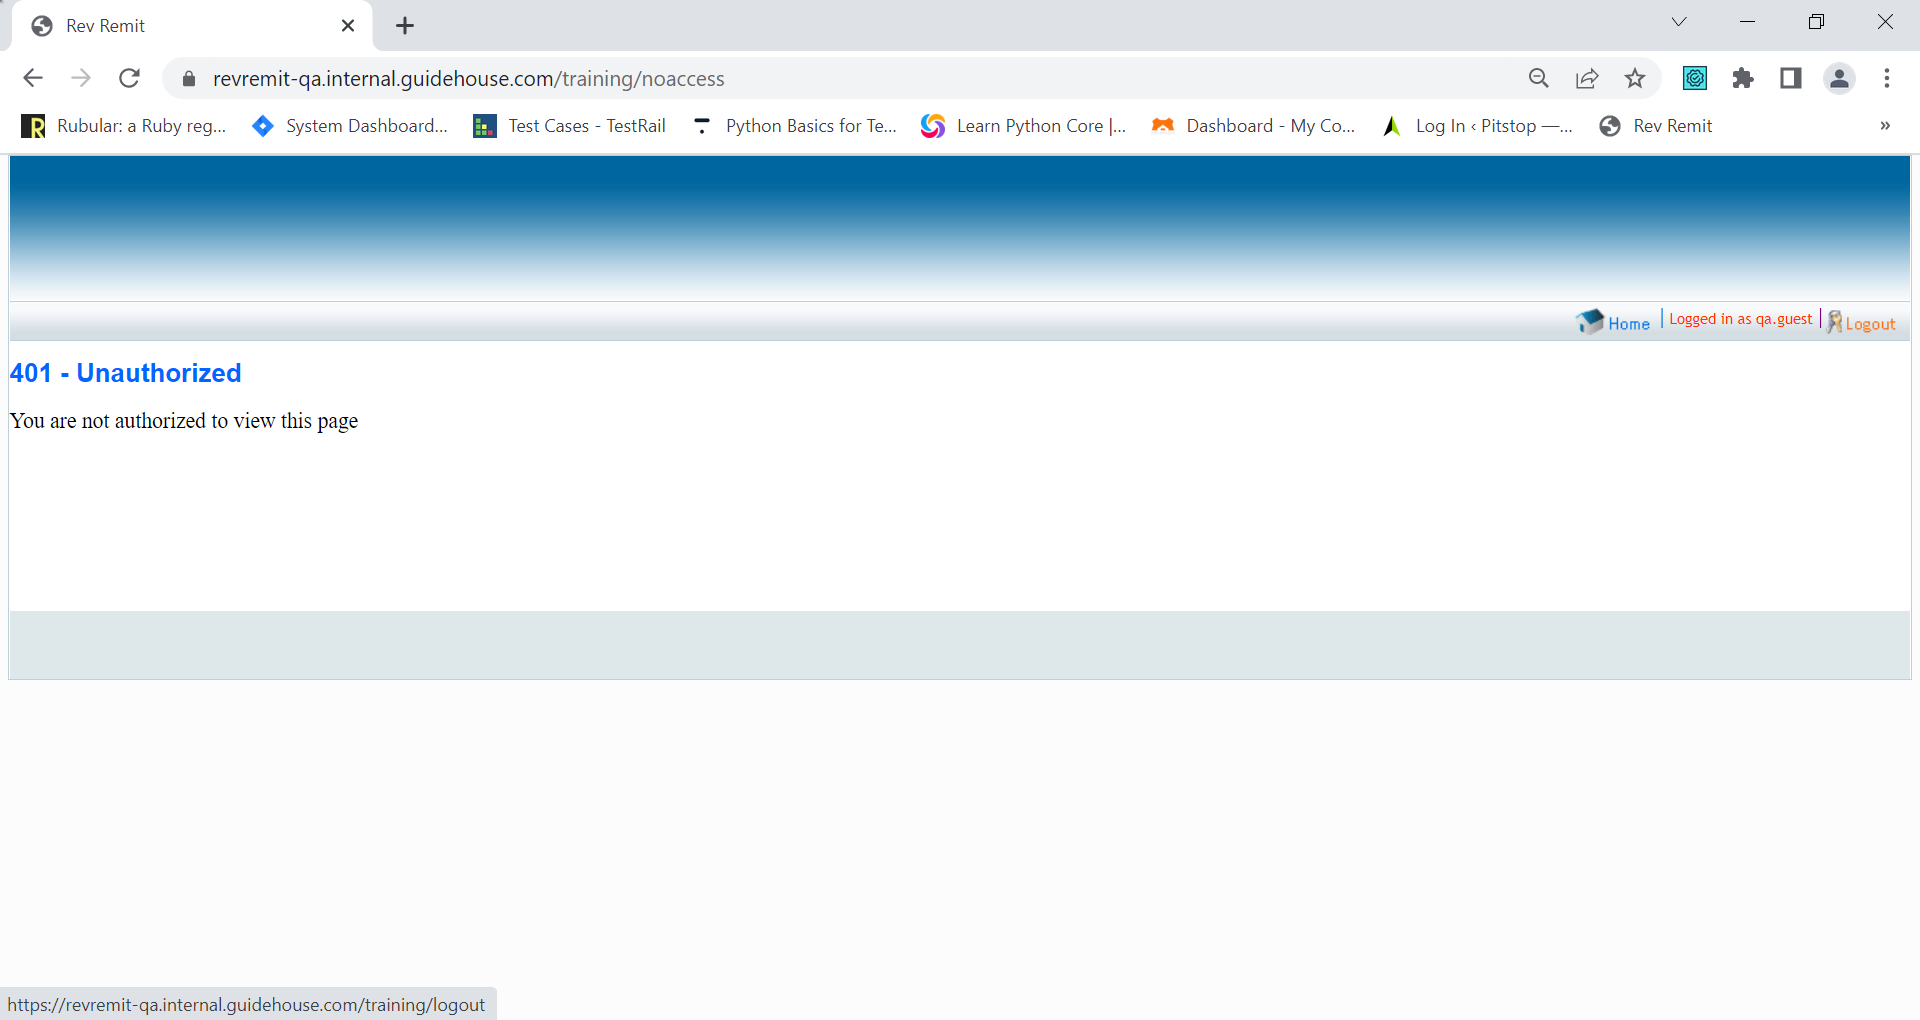 Rev Remit
revremit-qa.internal.guidehouse.com/training/noaccess
Rubular: a Ruby reg... System Dashboard... Test Cases - TestRail Python Basics for Te... Learn Python Core |... Dashboard - My Co... Log In ‹ Pitstop —... Rev Remit »
Home | Logged in as qa.guest | Logout
401 - Unauthorized
You are not authorized to view this page
https://revremit-qa.internal.guidehouse.com/training/logout